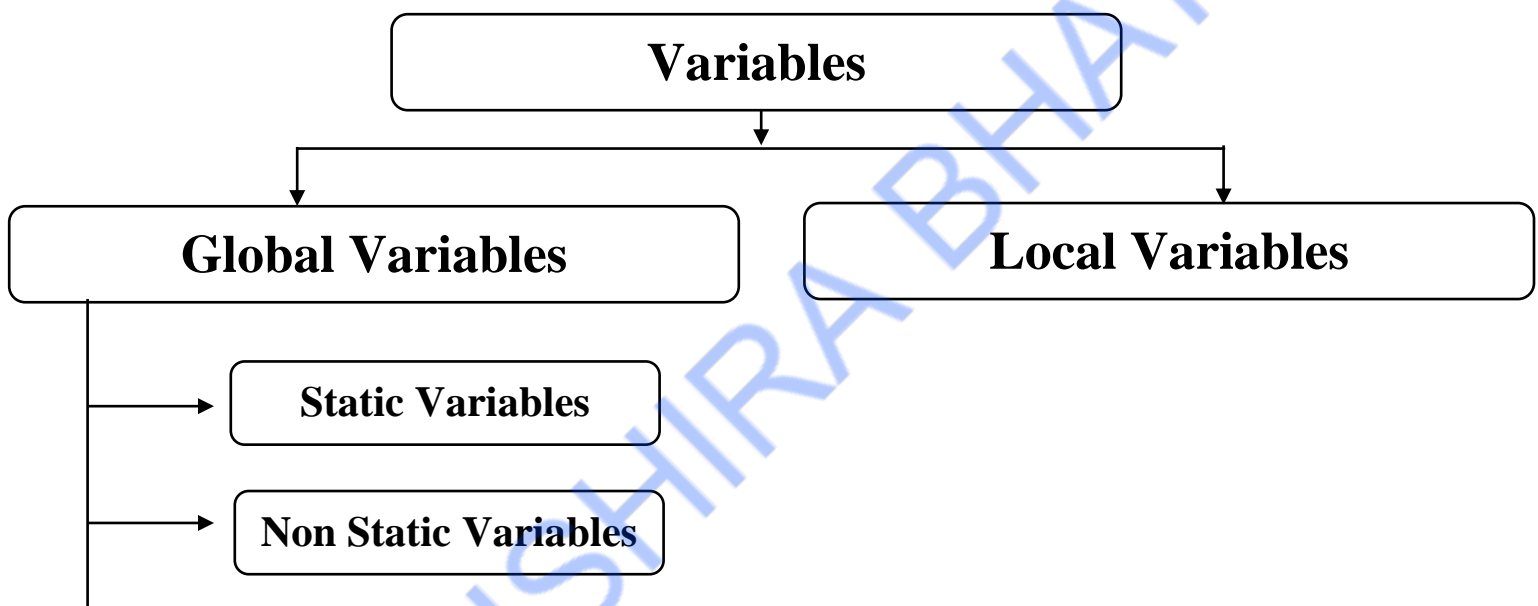 Variables
Global Variables
Local Variables
Static Variables
Non Static Variables